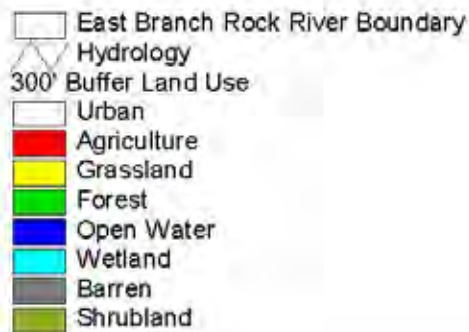 East Branch Rock River Boundary
Hydrology
300' Buffer Land Use
Urban
Agriculture
Grassland
Forest
Open Water
Wetland
Barren
Shrubland